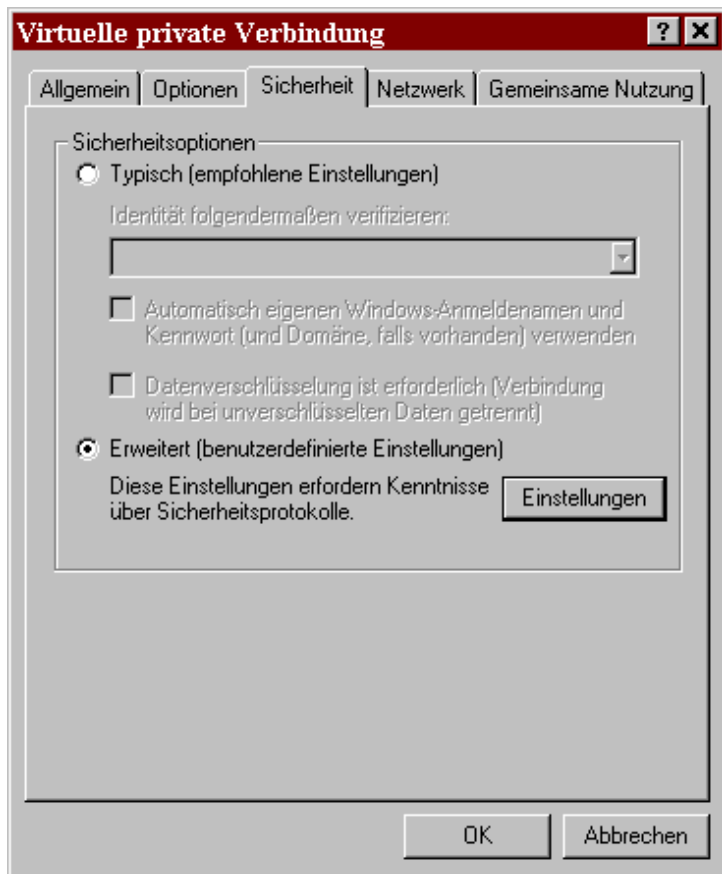 Virtuelle private Verbindung
Allgemein Optionen Sicherheit Netzwerk Gemeinsame Nutzung
Sicherheitsoptionen
Typisch (empfohlene Einstellungen)
Identität folgendermaßen verifizieren:
Automatisch eigenen Windows-Anmeldenamen und
Kennwort (und Domäne, falls vorhanden) verwenden
Datenverschlüsselung ist erforderlich (Verbindung
wird bei unverschlüsselten Daten getrennt)
Erweitert (benutzerdefinierte Einstellungen)
Diese Einstellungen erfordern Kenntnisse
über Sicherheitsprotokolle.
Einstellungen
OK Abbrechen